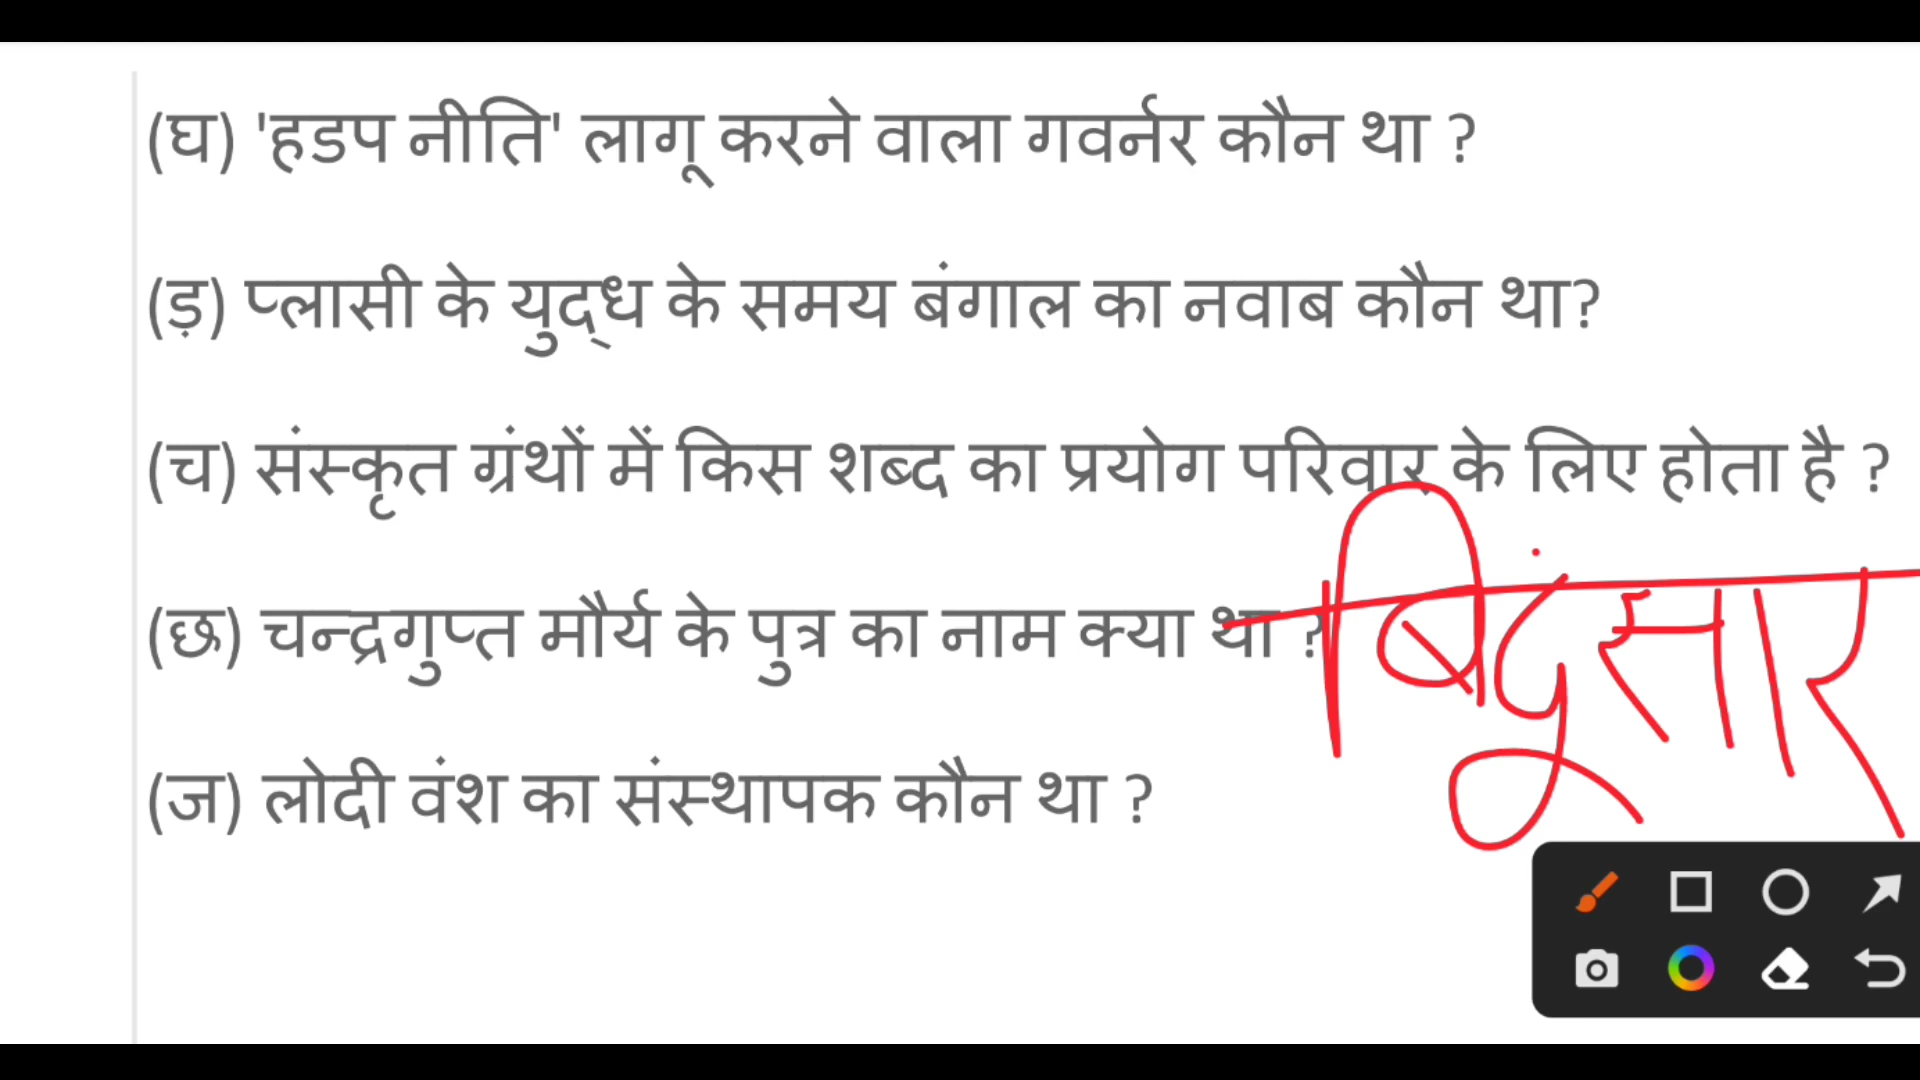 (घ) 'हडप नीति' लागू करने वाला गवर्नर कौन था ?
(ड़) प्लासी के युद्ध के समय बंगाल का नवाब कौन था?
(च) संस्कृत ग्रंथों में किस शब्द का प्रयोग परिवार के लिए होता है ?
(छ) चन्द्रगुप्त मौर्य के पुत्र का नाम क्या था ? बिंदुसार
(ज) लोदी वंश का संस्थापक कौन था ?